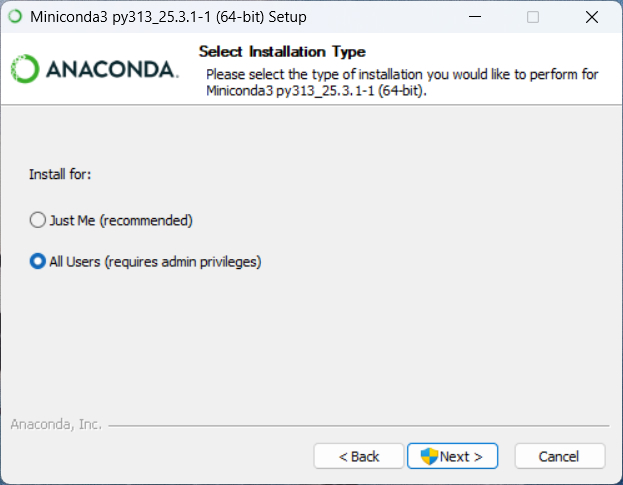 Miniconda3 py313_25.3.1-1 (64-bit) Setup
ANACONDA.
Select Installation Type
Please select the type of installation you would like to perform for
Miniconda3 py313_25.3.1-1 (64-bit).
Install for:
Just Me (recommended)
All Users (requires admin privileges)
Anaconda, Inc.
< Back
Next >
Cancel